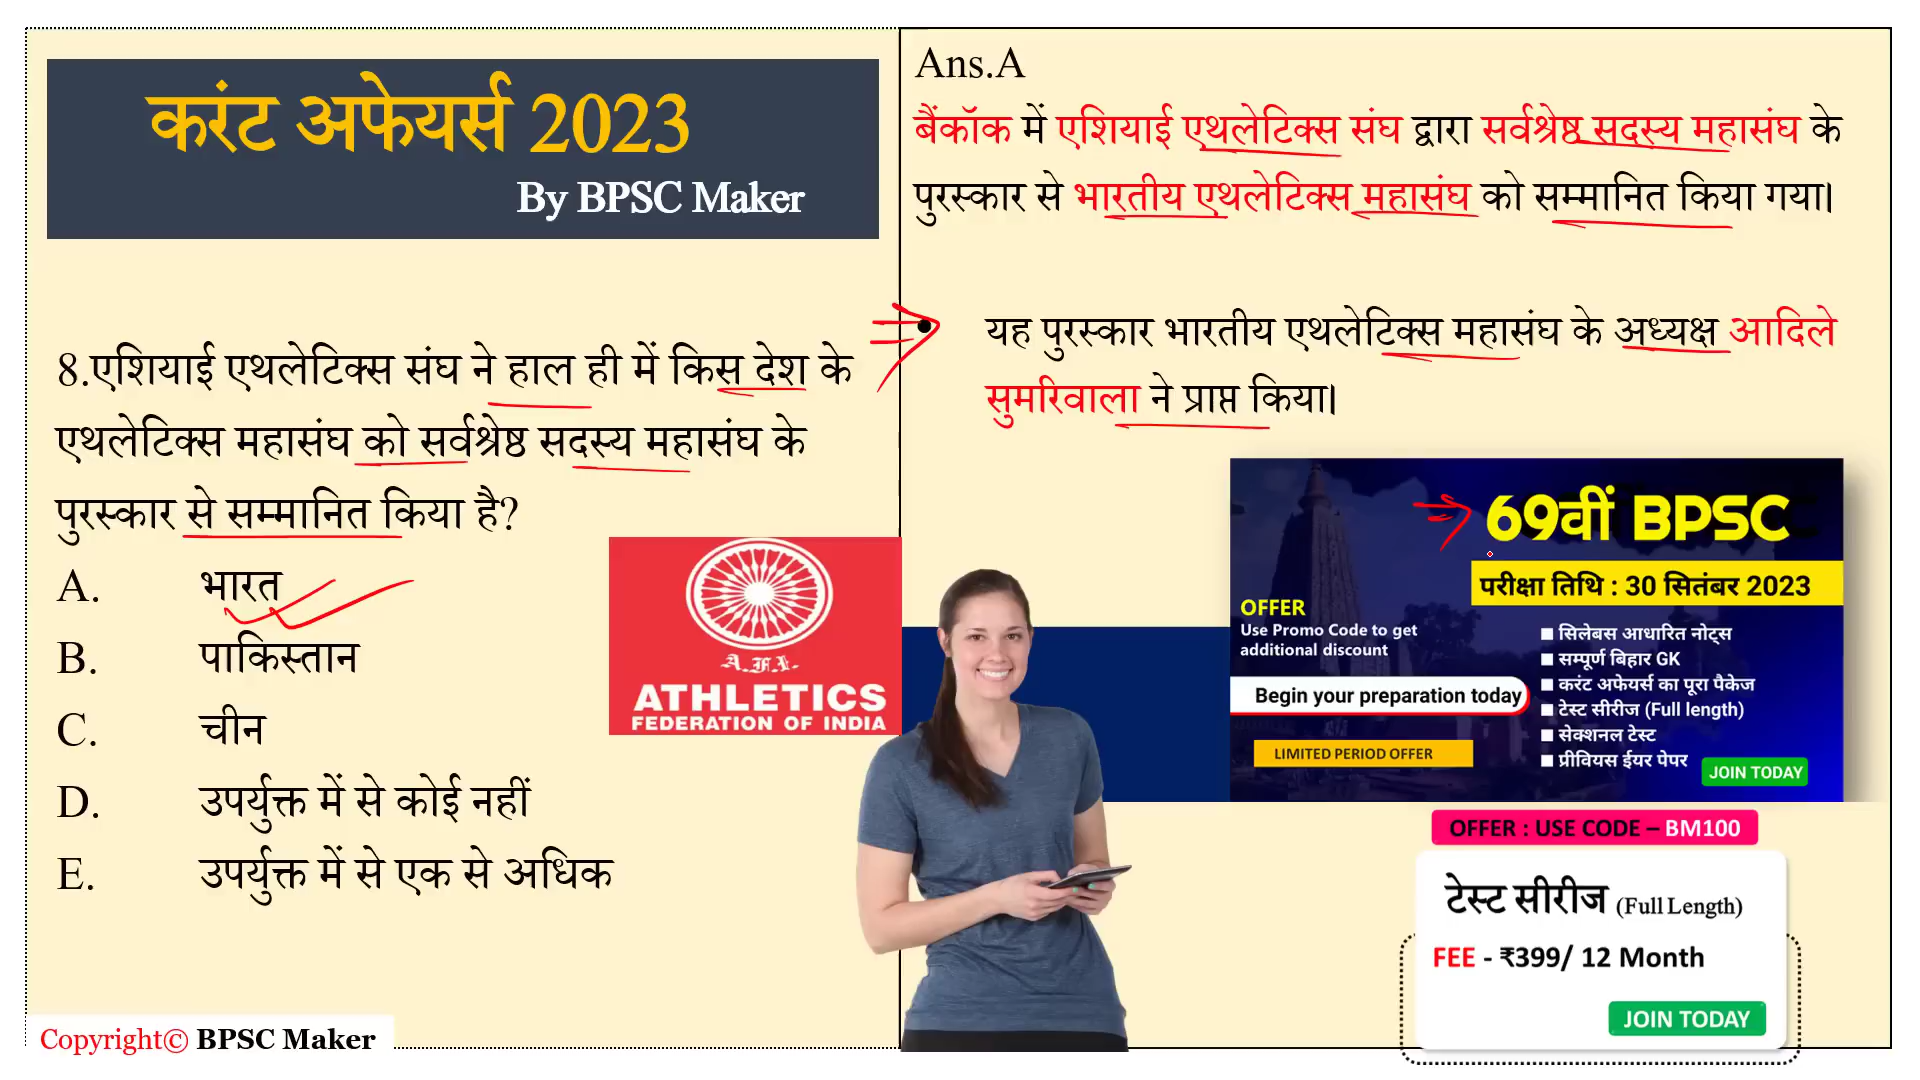 करंट अफेयर्स 2023
By BPSC Maker
8.एशियाई एथलेटिक्स संघ ने हाल ही में किस देश के
एथलेटिक्स महासंघ को सर्वश्रेष्ठ सदस्य महासंघ के
पुरस्कार से सम्मानित किया है?
A. भारत
B. पाकिस्तान
C. चीन
D. उपर्युक्त में से कोई नहीं
E. उपर्युक्त में से एक से अधिक
A.F.I.
ATHLETICS
FEDERATION OF INDIA
Copyright© BPSC Maker
Ans.A
बैंकॉक में एशियाई एथलेटिक्स संघ द्वारा सर्वश्रेष्ठ सदस्य महासंघ के
पुरस्कार से भारतीय एथलेटिक्स महासंघ को सम्मानित किया गया।
• यह पुरस्कार भारतीय एथलेटिक्स महासंघ के अध्यक्ष आदिले
सुमरिवाला ने प्राप्त किया।
69वीं BPSC
परीक्षा तिथि : 30 सितंबर 2023
OFFER
Use Promo Code to get
additional discount
Begin your preparation today
LIMITED PERIOD OFFER
■ सिलेबस आधारित नोट्स
■ सम्पूर्ण बिहार GK
■ करंट अफेयर्स का पूरा पैकेज
■ टेस्ट सीरीज (Full length)
■ सेक्शनल टेस्ट
■ प्रीवियस ईयर पेपर
JOIN TODAY
OFFER : USE CODE – BM100
टेस्ट सीरीज (Full Length)
FEE - ₹399/ 12 Month
JOIN TODAY